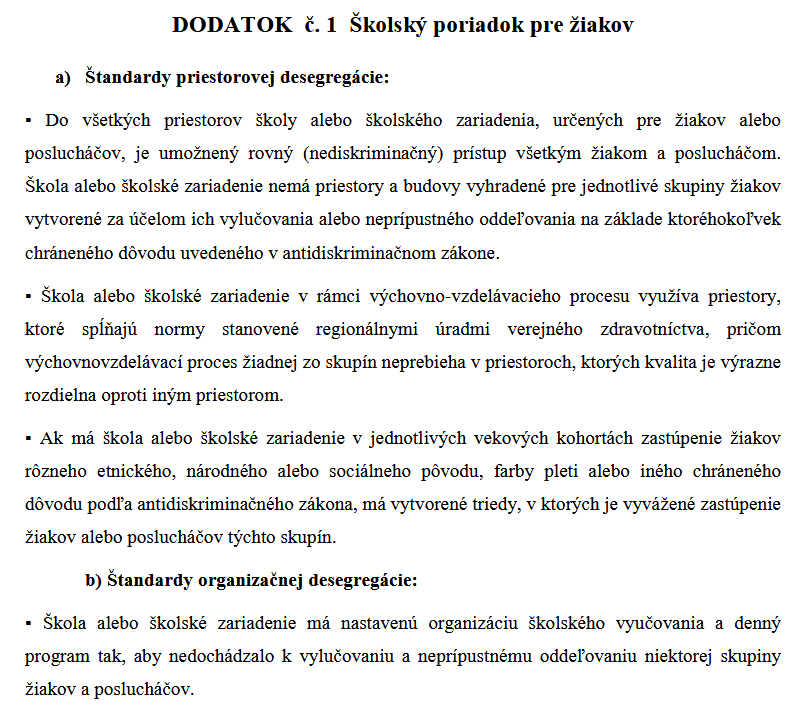 DODATOK č. 1 Školský poriadok pre žiakov
a) Štandardy priestorovej desegregácie:
▪ Do všetkých priestorov školy alebo školského zariadenia, určených pre žiakov alebo
poslucháčov, je umožnený rovný (nediskriminačný) prístup všetkým žiakom a poslucháčom.
Škola alebo školské zariadenie nemá priestory a budovy vyhradené pre jednotlivé skupiny žiakov
vytvorené za účelom ich vylučovania alebo neprípustného oddeľovania na základe ktoréhokoľvek
chráneného dôvodu uvedeného v antidiskriminačnom zákone.
▪ Škola alebo školské zariadenie v rámci výchovno-vzdelávacieho procesu využíva priestory,
ktoré spĺňajú normy stanovené regionálnymi úradmi verejného zdravotníctva, pričom
výchovnovzdelávací proces žiadnej zo skupín neprebieha v priestoroch, ktorých kvalita je výrazne
rozdielna oproti iným priestorom.
▪ Ak má škola alebo školské zariadenie v jednotlivých vekových kohortách zastúpenie žiakov
rôzneho etnického, národného alebo sociálneho pôvodu, farby pleti alebo iného chráneného
dôvodu podľa antidiskriminačného zákona, má vytvorené triedy, v ktorých je vyvážené zastúpenie
žiakov alebo poslucháčov týchto skupín.
b) Štandardy organizačnej desegregácie:
▪ Škola alebo školské zariadenie má nastavenú organizáciu školského vyučovania a denný
program tak, aby nedochádzalo k vylučovaniu a neprípustnému oddeľovaniu niektorej skupiny
žiakov a poslucháčov.